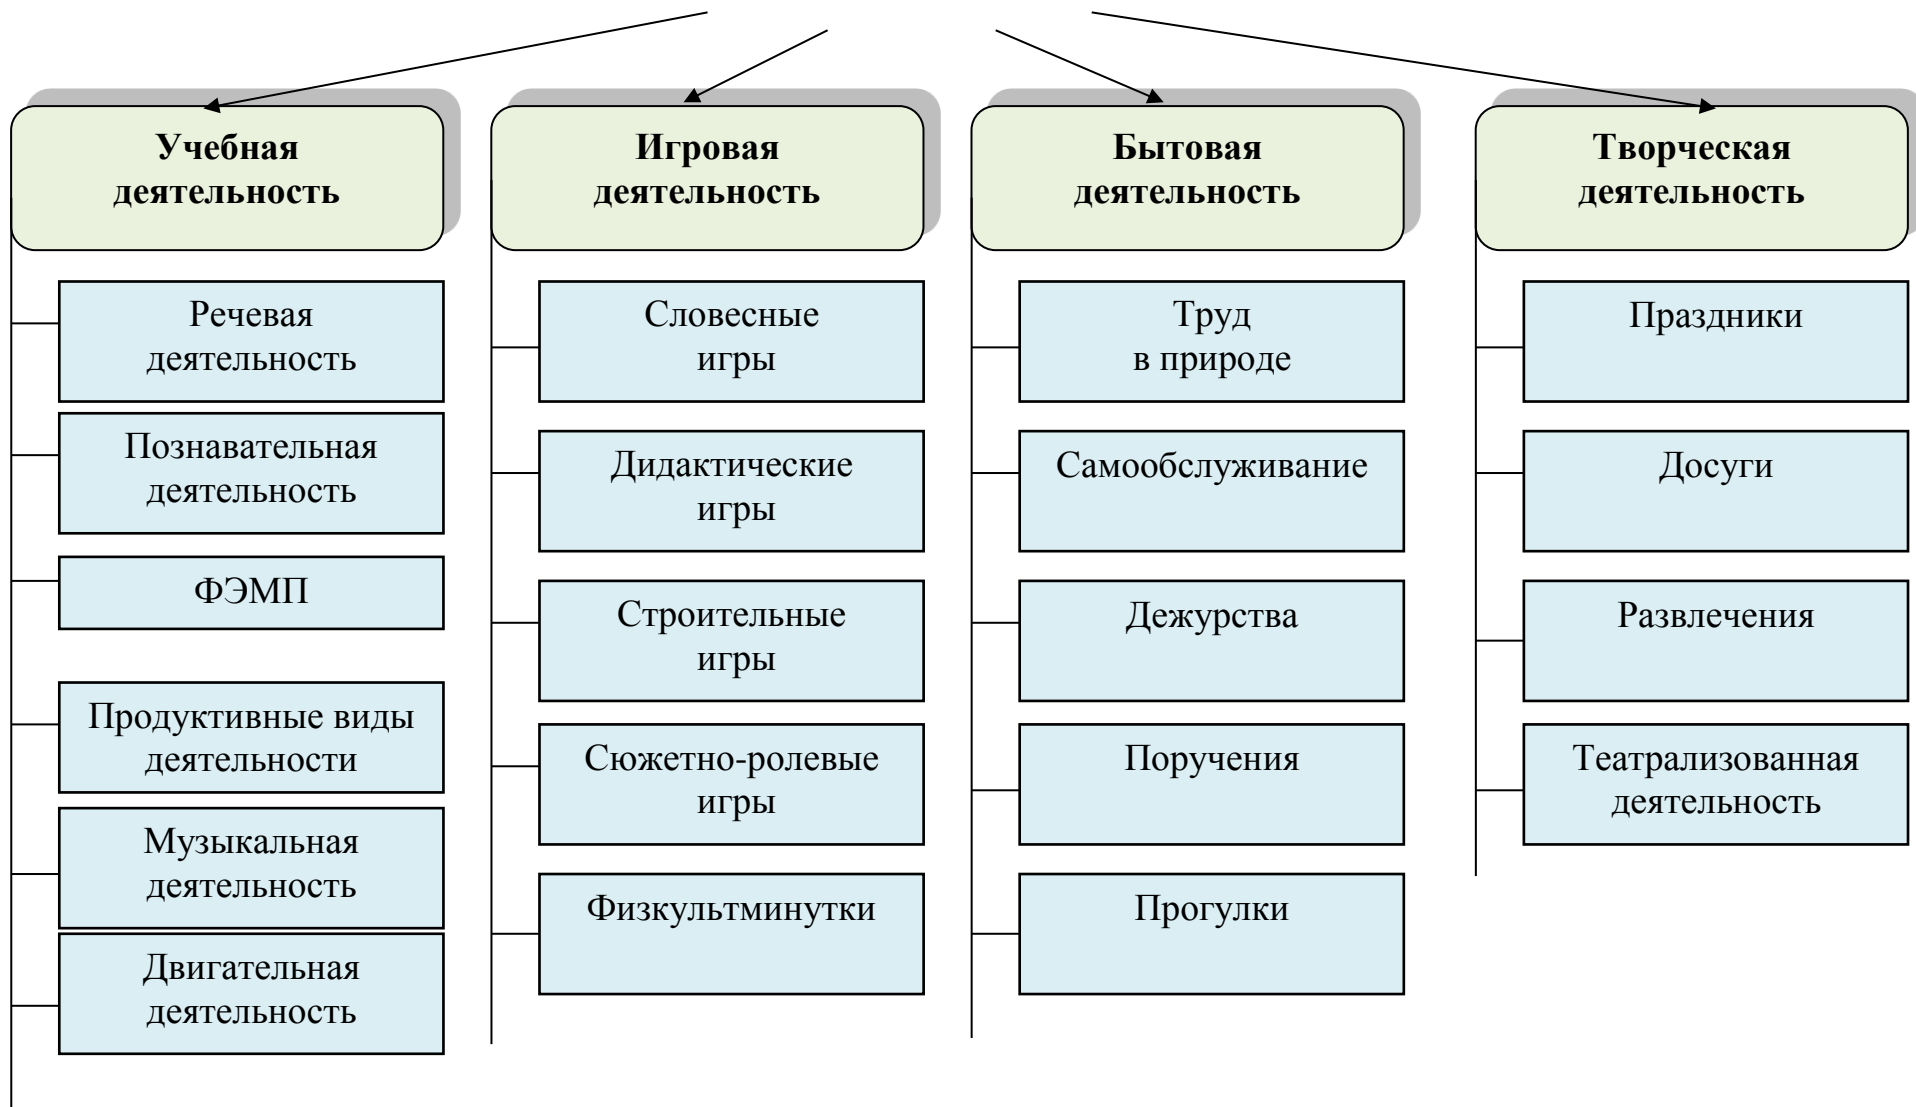 Учебная
деятельность
Речевая
деятельность
Познавательная
деятельность
ФЭМП
Продуктивные виды
деятельности
Музыкальная
деятельность
Двигательная
деятельность
Игровая
деятельность
Словесные
игры
Дидактические
игры
Строительные
игры
Сюжетно-ролевые
игры
Физкультминутки
Бытовая
деятельность
Труд
в природе
Самообслуживание
Дежурства
Поручения
Прогулки
Творческая
деятельность
Праздники
Досуги
Развлечения
Театрализованная
деятельность